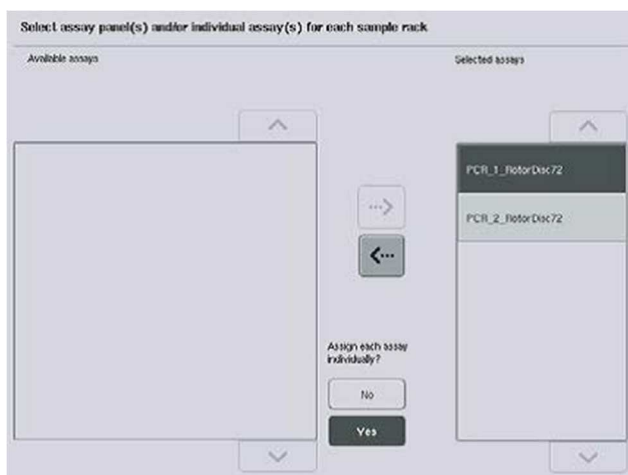 Select assay panel(s) and/or individual assay(s) for each sample rack
Available assays
Selected assays
PCR_1_RotorDisc72
PCR_2_RotorDisc72
Assign each assay
individually?
No
Yes